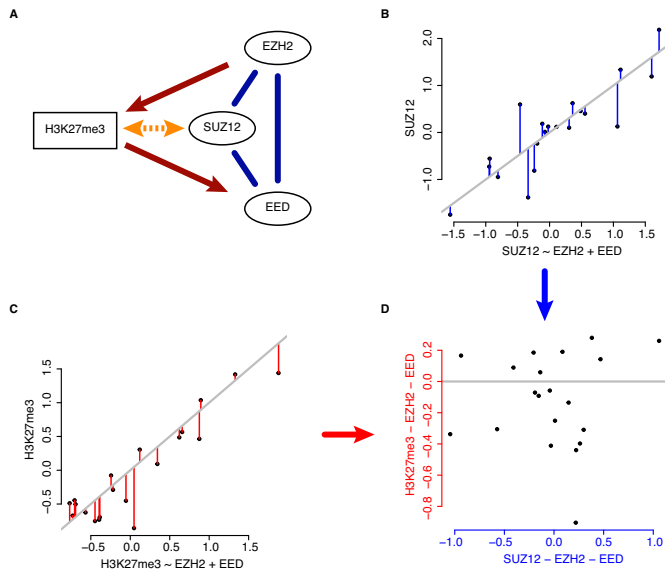 A
EZH2
H3K27me3
SUZ12
EED
B
SUZ12
2.0
1.0
0.0
−1.0
−1.5 −1.0 −0.5 0.0 0.5 1.0 1.5
SUZ12 ~ EZH2 + EED
C
H3K27me3
1.5
1.0
0.5
0.0
−0.5
−0.5 0.0 0.5 1.0 1.5
H3K27me3 ~ EZH2 + EED
D
H3K27me3 − EZH2 − EED
0.2
0.0
−0.2
−0.4
−0.6
−0.8
−1.0 −0.5 0.0 0.5 1.0
SUZ12 − EZH2 − EED